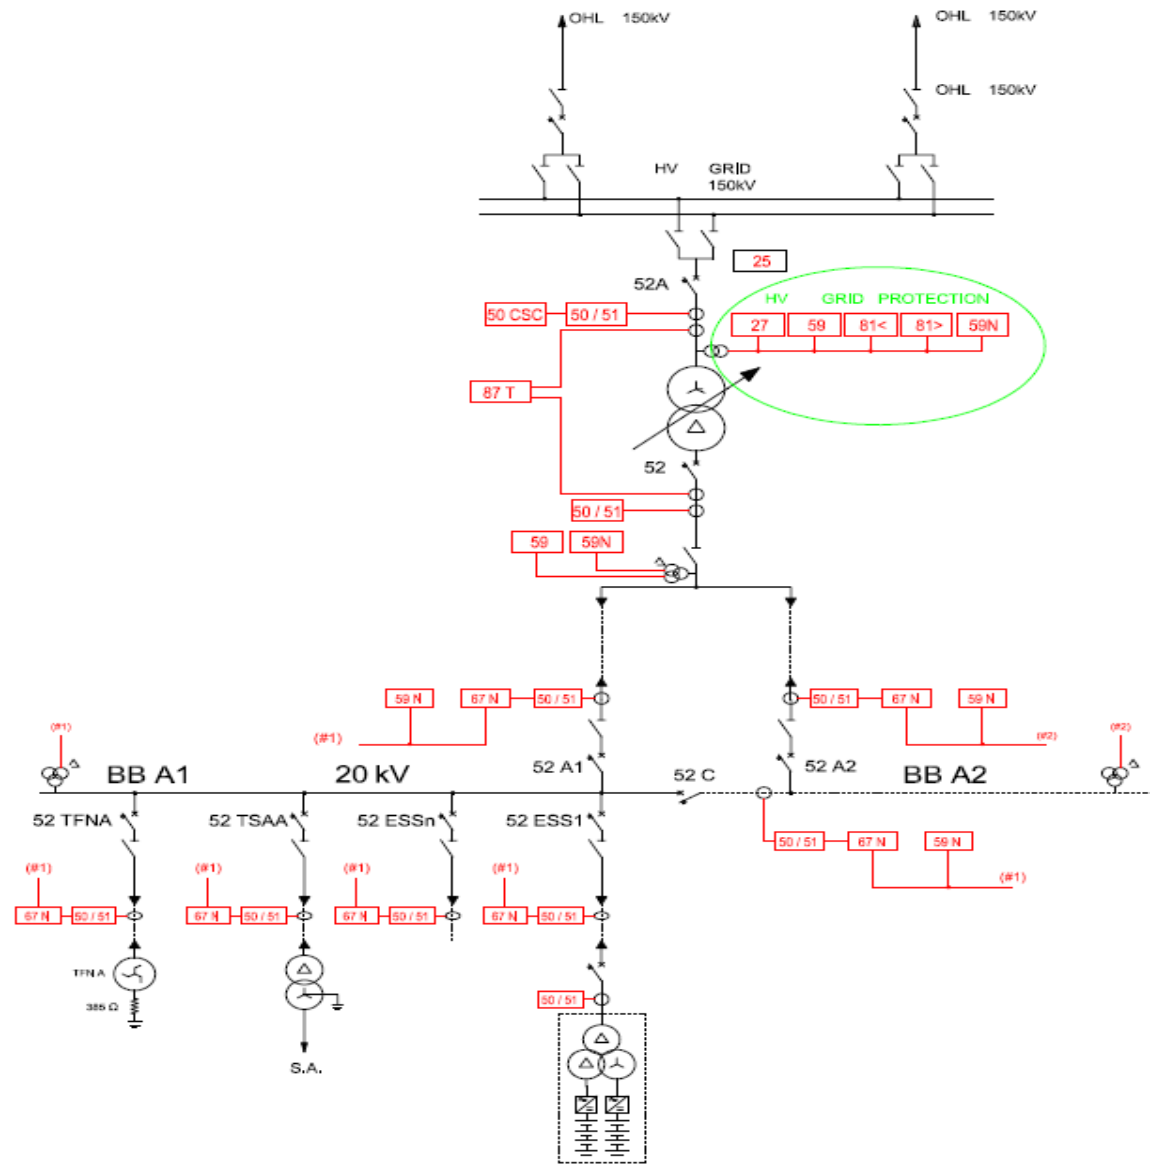 OHL 150kV
OHL 150kV
OHL 150kV
HV GRID
150kV
25
52A
HV GRID PROTECTION
50 CSC
50 / 51
27
59
81<
81>
59N
87 T
52
50 / 51
59
59N
59 N
67 N
50 / 51
50 / 51
67 N
59 N
(#1)
(#1)
(#2)
(#2)
BB A1
20 kV
52 A1
52 C
52 A2
BB A2
52 TFNA
52 TSAA
52 ESSn
52 ESS1
50 / 51
67 N
59 N
(#1)
(#1)
(#1)
(#1)
(#1)
67 N
50 / 51
67 N
50 / 51
67 N
50 / 51
67 N
50 / 51
TFN A
385 Ω
50 / 51
S.A.